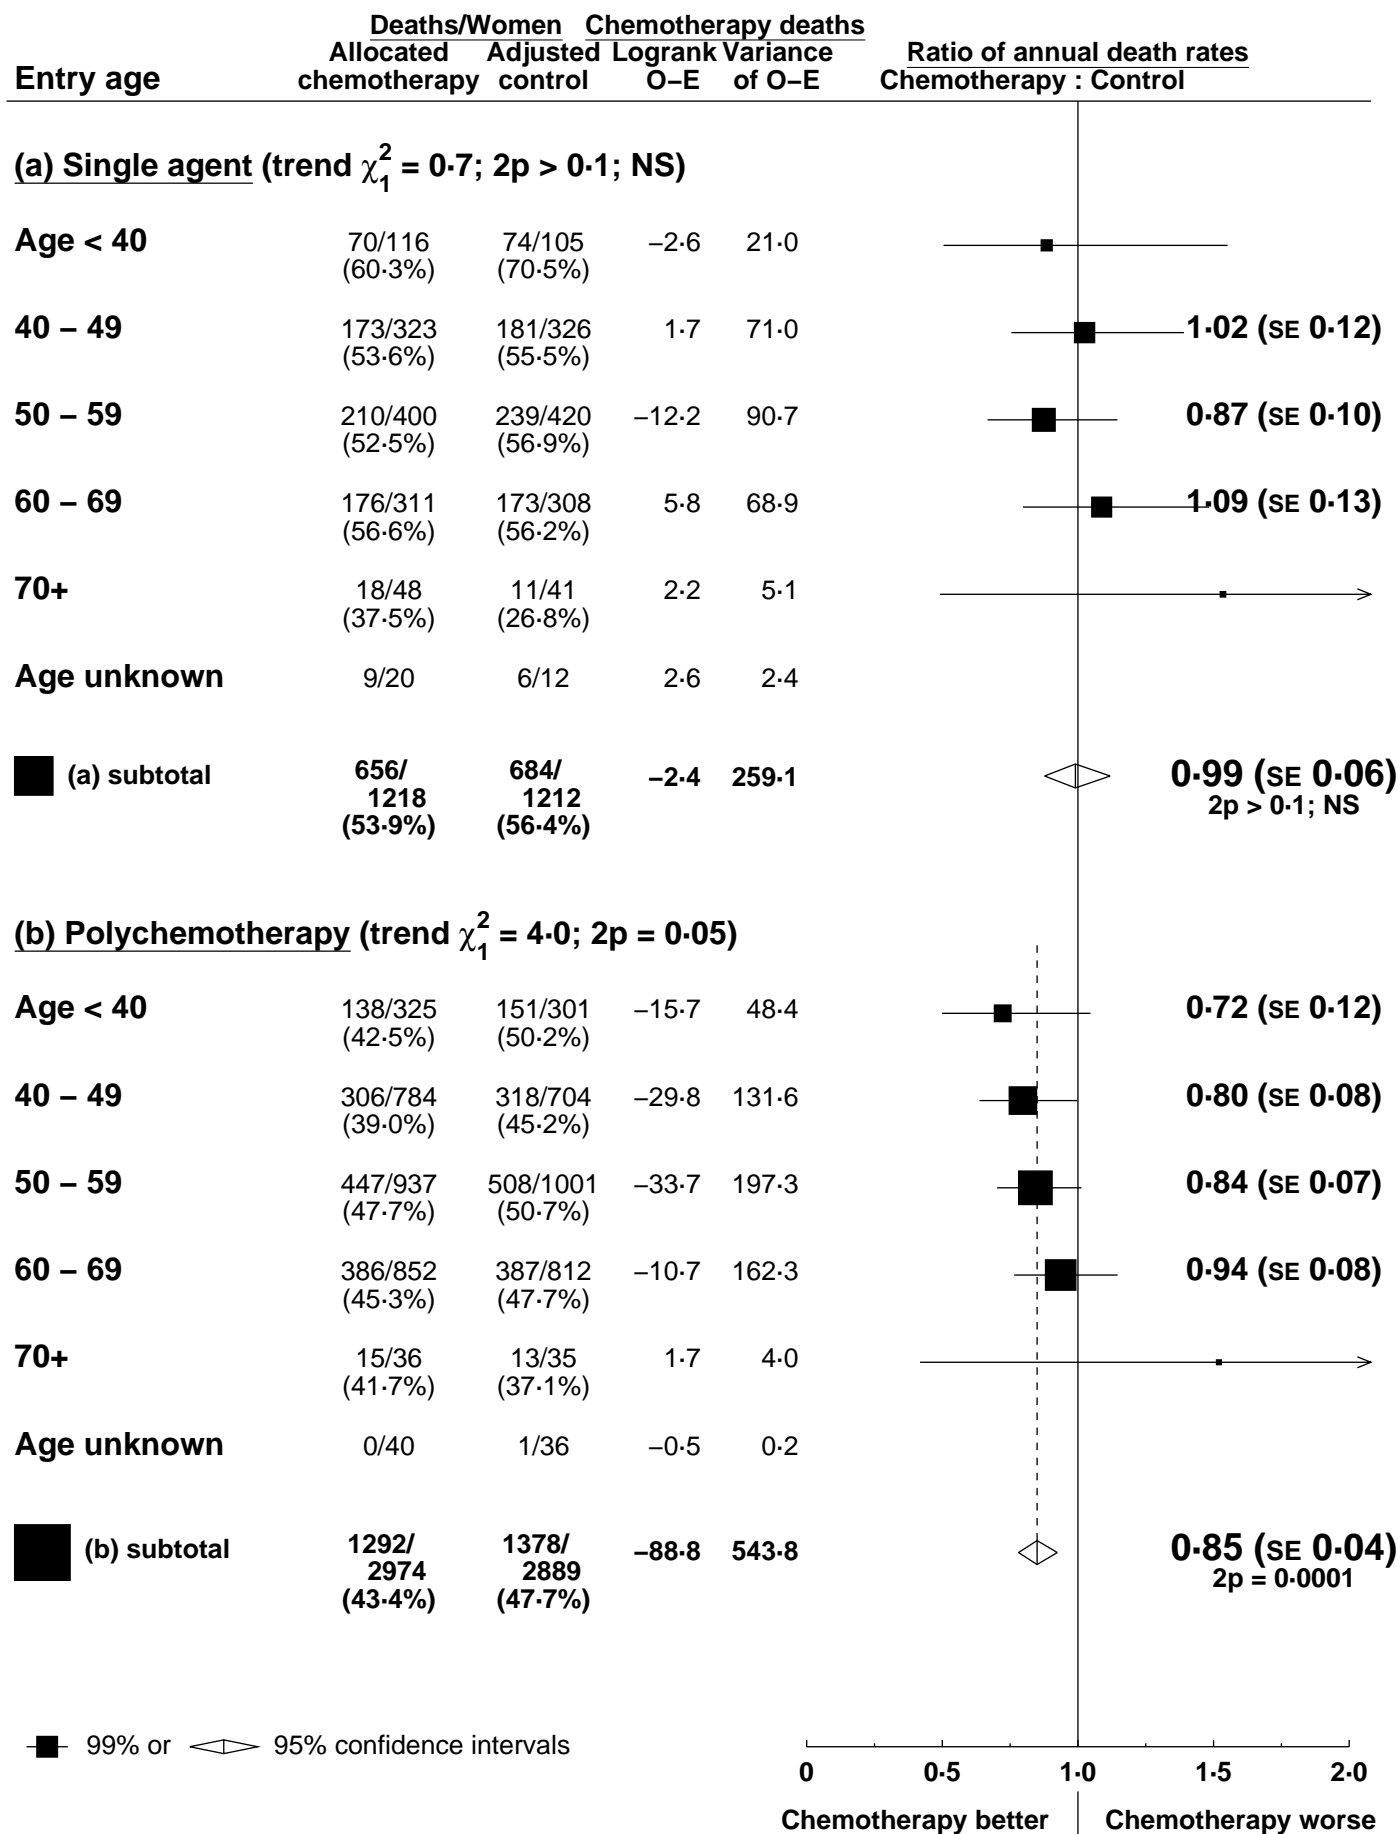 Deaths/Women Chemotherapy deaths
Allocated Adjusted Logrank Variance Ratio of annual death rates
Entry age chemotherapy control O–E of O–E Chemotherapy : Control
(a) Single agent (trend χ²₁ = 0·7; 2p > 0·1; NS)
Age < 40 70/116 74/105 –2·6 21·0
(60·3%) (70·5%)
40 – 49 173/323 181/326 1·7 71·0 1·02 (SE 0·12)
(53·6%) (55·5%)
50 – 59 210/400 239/420 –12·2 90·7 0·87 (SE 0·10)
(52·5%) (56·9%)
60 – 69 176/311 173/308 5·8 68·9 1·09 (SE 0·13)
(56·6%) (56·2%)
70+ 18/48 11/41 2·2 5·1
(37·5%) (26·8%)
Age unknown 9/20 6/12 2·6 2·4
(a) subtotal 656/ 684/ –2·4 259·1 0·99 (SE 0·06)
1218 1212 2p > 0·1; NS
(53·9%) (56·4%)
(b) Polychemotherapy (trend χ²₁ = 4·0; 2p = 0·05)
Age < 40 138/325 151/301 –15·7 48·4 0·72 (SE 0·12)
(42·5%) (50·2%)
40 – 49 306/784 318/704 –29·8 131·6 0·80 (SE 0·08)
(39·0%) (45·2%)
50 – 59 447/937 508/1001 –33·7 197·3 0·84 (SE 0·07)
(47·7%) (50·7%)
60 – 69 386/852 387/812 –10·7 162·3 0·94 (SE 0·08)
(45·3%) (47·7%)
70+ 15/36 13/35 1·7 4·0
(41·7%) (37·1%)
Age unknown 0/40 1/36 –0·5 0·2
(b) subtotal 1292/ 1378/ –88·8 543·8 0·85 (SE 0·04)
2974 2889 2p = 0·0001
(43·4%) (47·7%)
99% or 95% confidence intervals
0 0·5 1·0 1·5 2·0
Chemotherapy better Chemotherapy worse